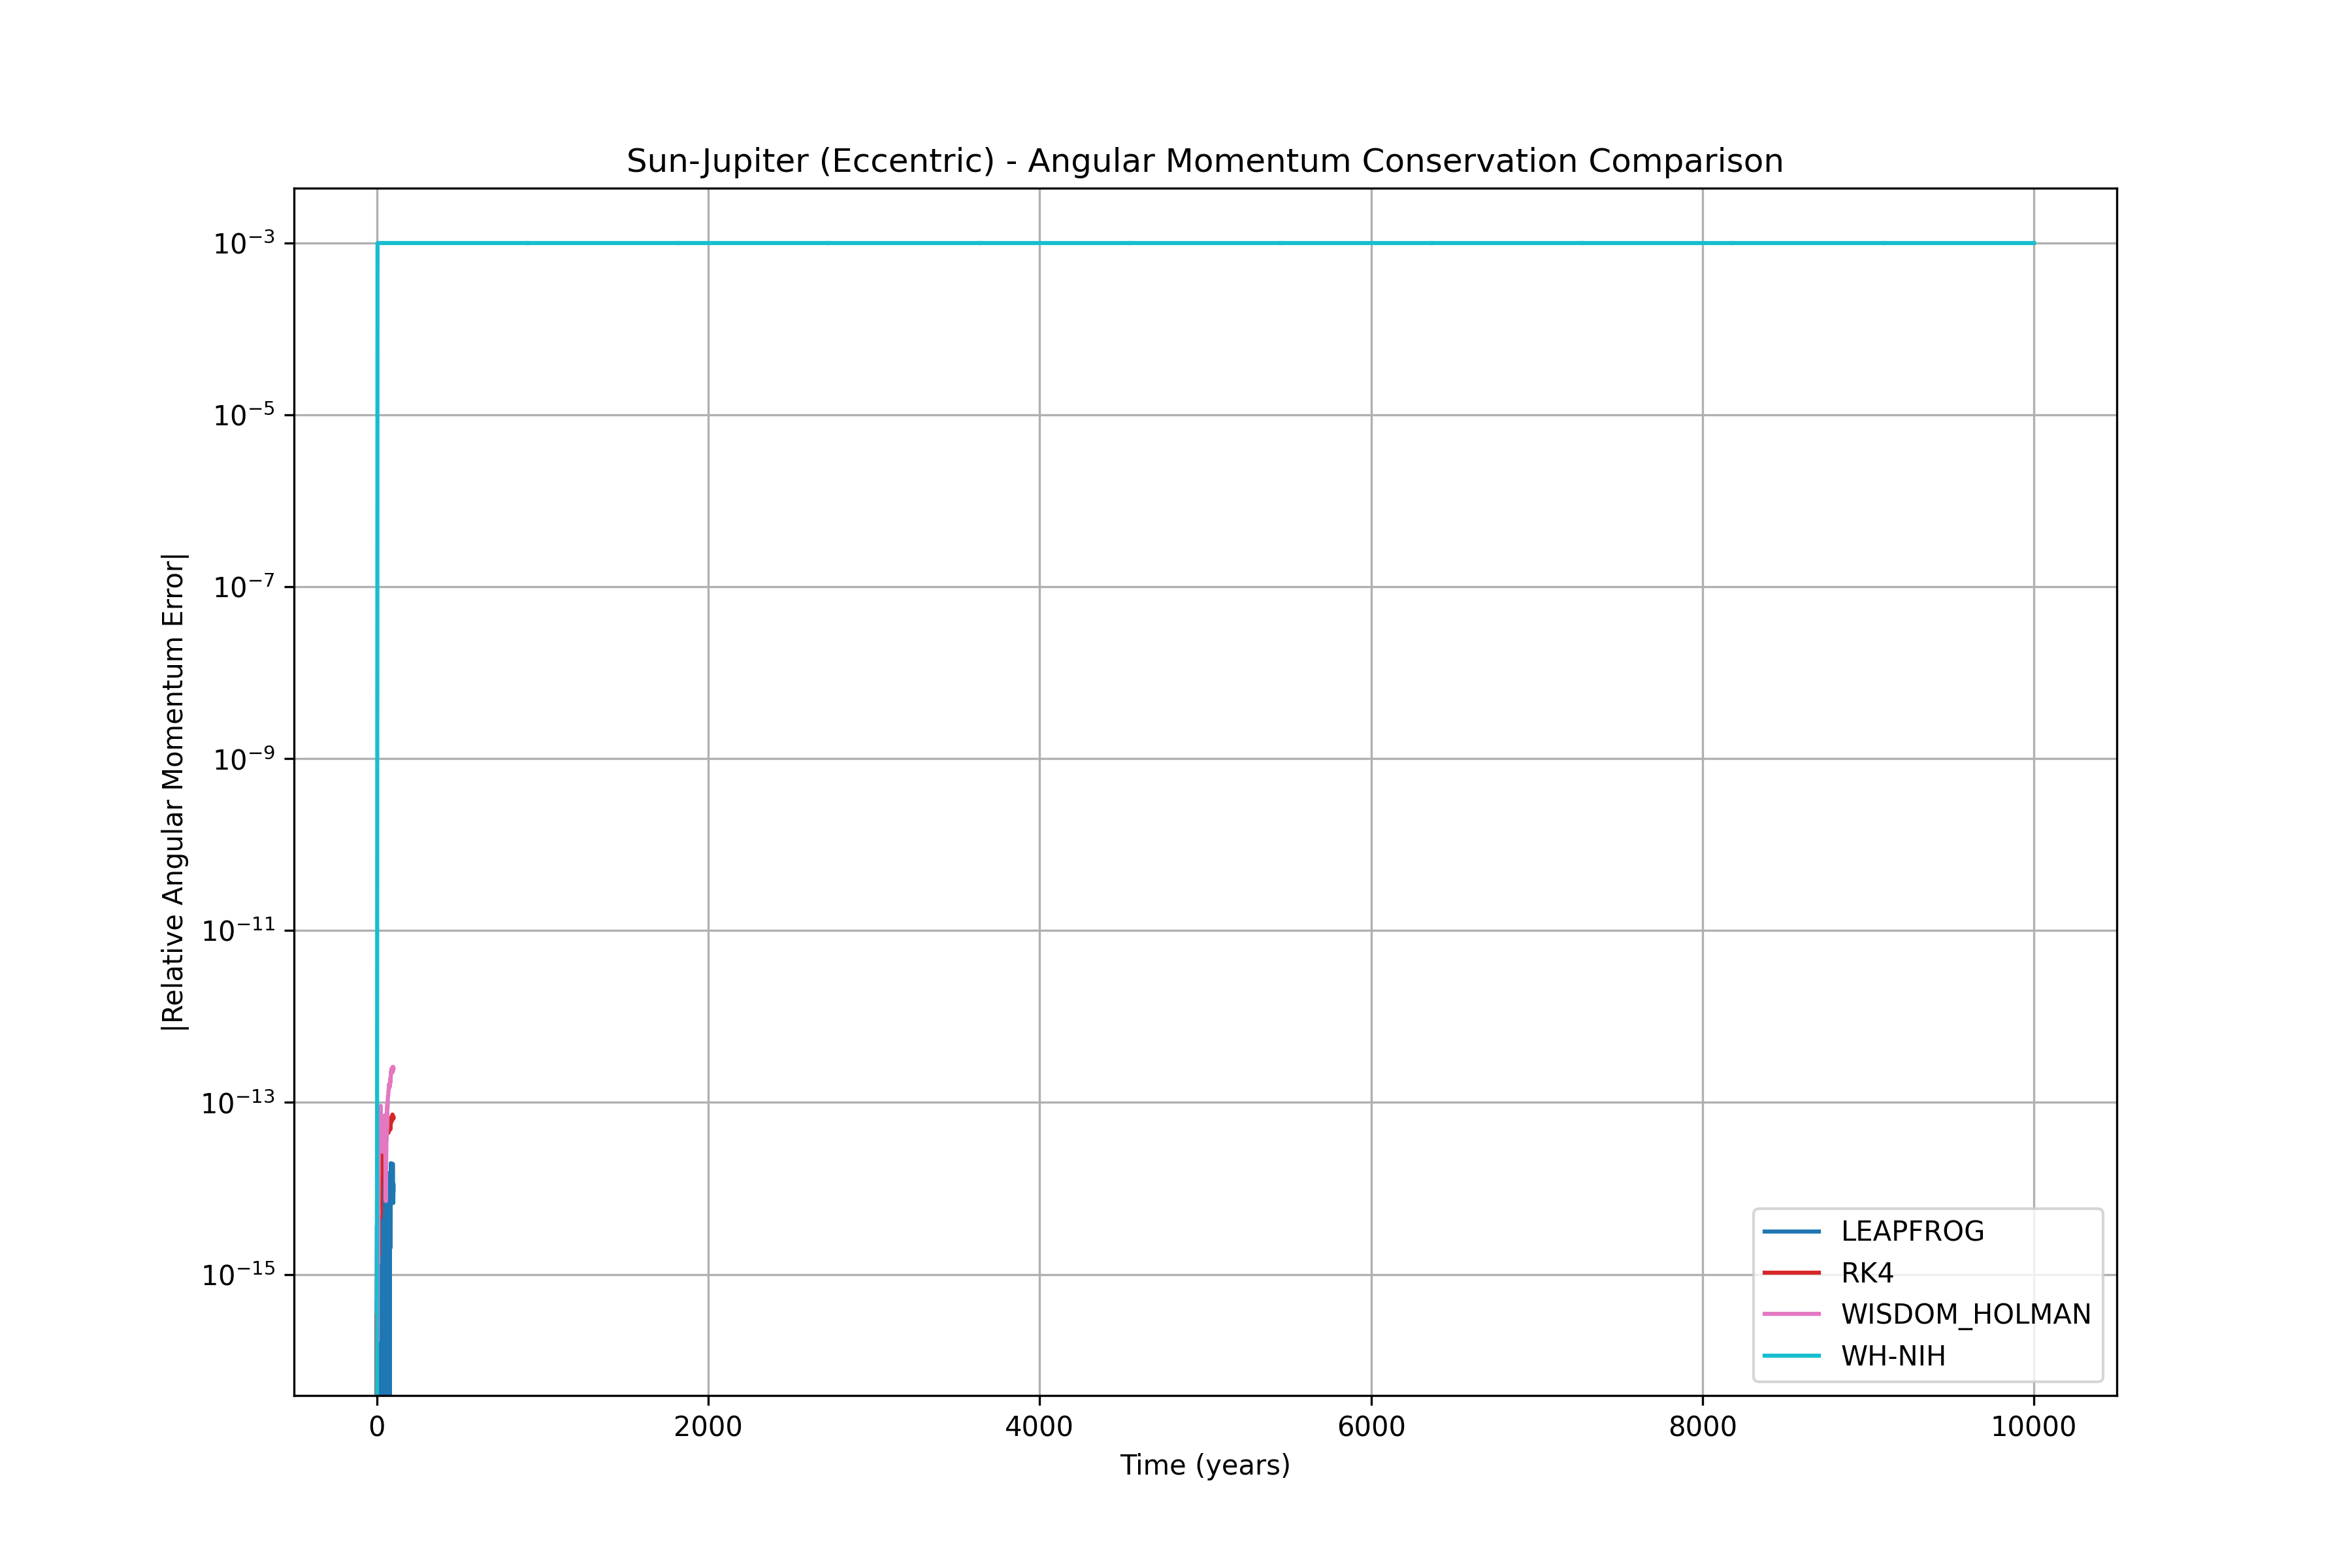 Sun-Jupiter (Eccentric) - Angular Momentum Conservation Comparison
|Relative Angular Momentum Error|
10⁻³
10⁻⁵
10⁻⁷
10⁻⁹
10⁻¹¹
10⁻¹³
10⁻¹⁵
LEAPFROG
RK4
WISDOM_HOLMAN
WH-NIH
0 2000 4000 6000 8000 10000
Time (years)